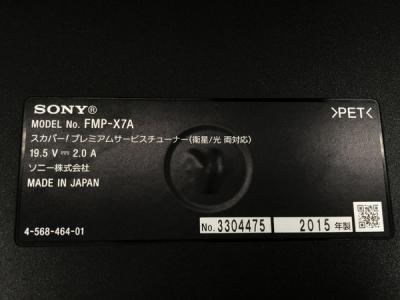 SONY®
MODEL No. FMP-X7A
スカパー!プレミアムサービスチューナー(衛星/光 両対応)
19.5 V ⎓ 2.0 A
ソニー株式会社
MADE IN JAPAN
>PET<
No. 3304475 2015 年製
4-568-464-01